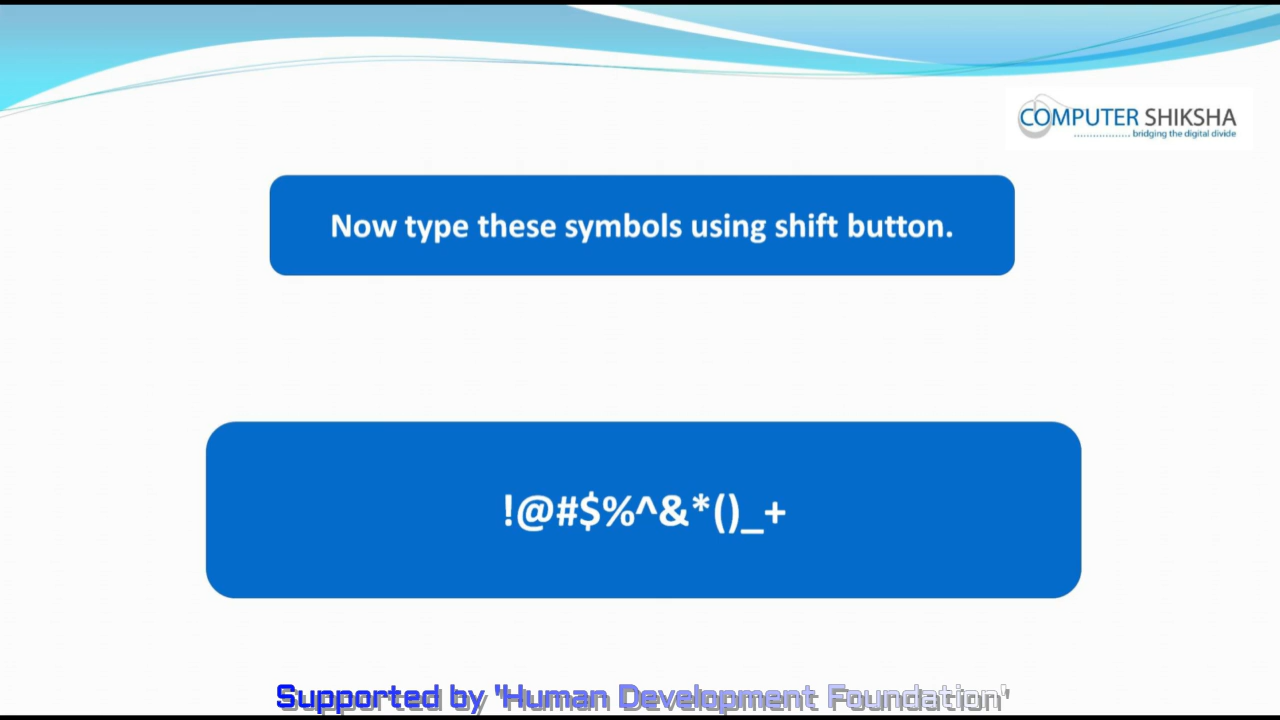 COMPUTER SHIKSHA
bridging the digital divide
Now type these symbols using shift button.
!@#$%^&*()_+
Supported by 'Human Development Foundation'